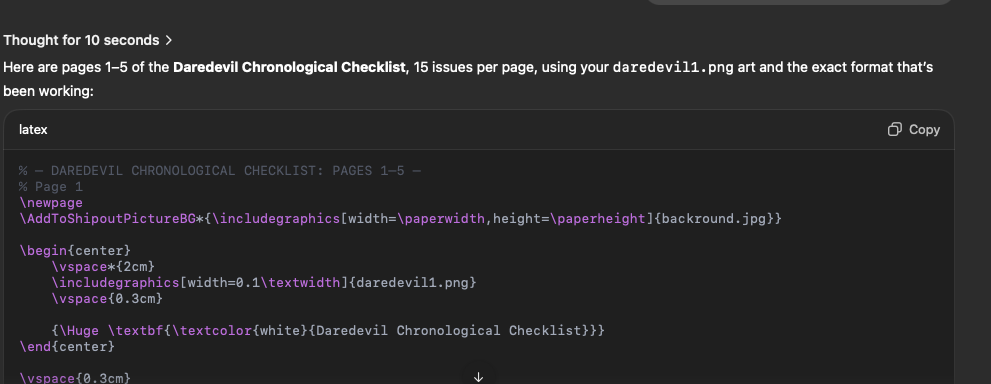 Thought for 10 seconds >
Here are pages 1–5 of the Daredevil Chronological Checklist, 15 issues per page, using your daredevil1.png art and the exact format that's
been working:
latex
Copy
% — DAREDEVIL CHRONOLOGICAL CHECKLIST: PAGES 1–5 —
% Page 1
\newpage
\AddToShipoutPictureBG*{\includegraphics[width=\paperwidth,height=\paperheight]{backround.jpg}}
\begin{center}
    \vspace*{2cm}
    \includegraphics[width=0.1\textwidth]{daredevil1.png}
    \vspace{0.3cm}
    {\Huge \textbf{\textcolor{white}{Daredevil Chronological Checklist}}}
\end{center}
\vspace{0.3cm}